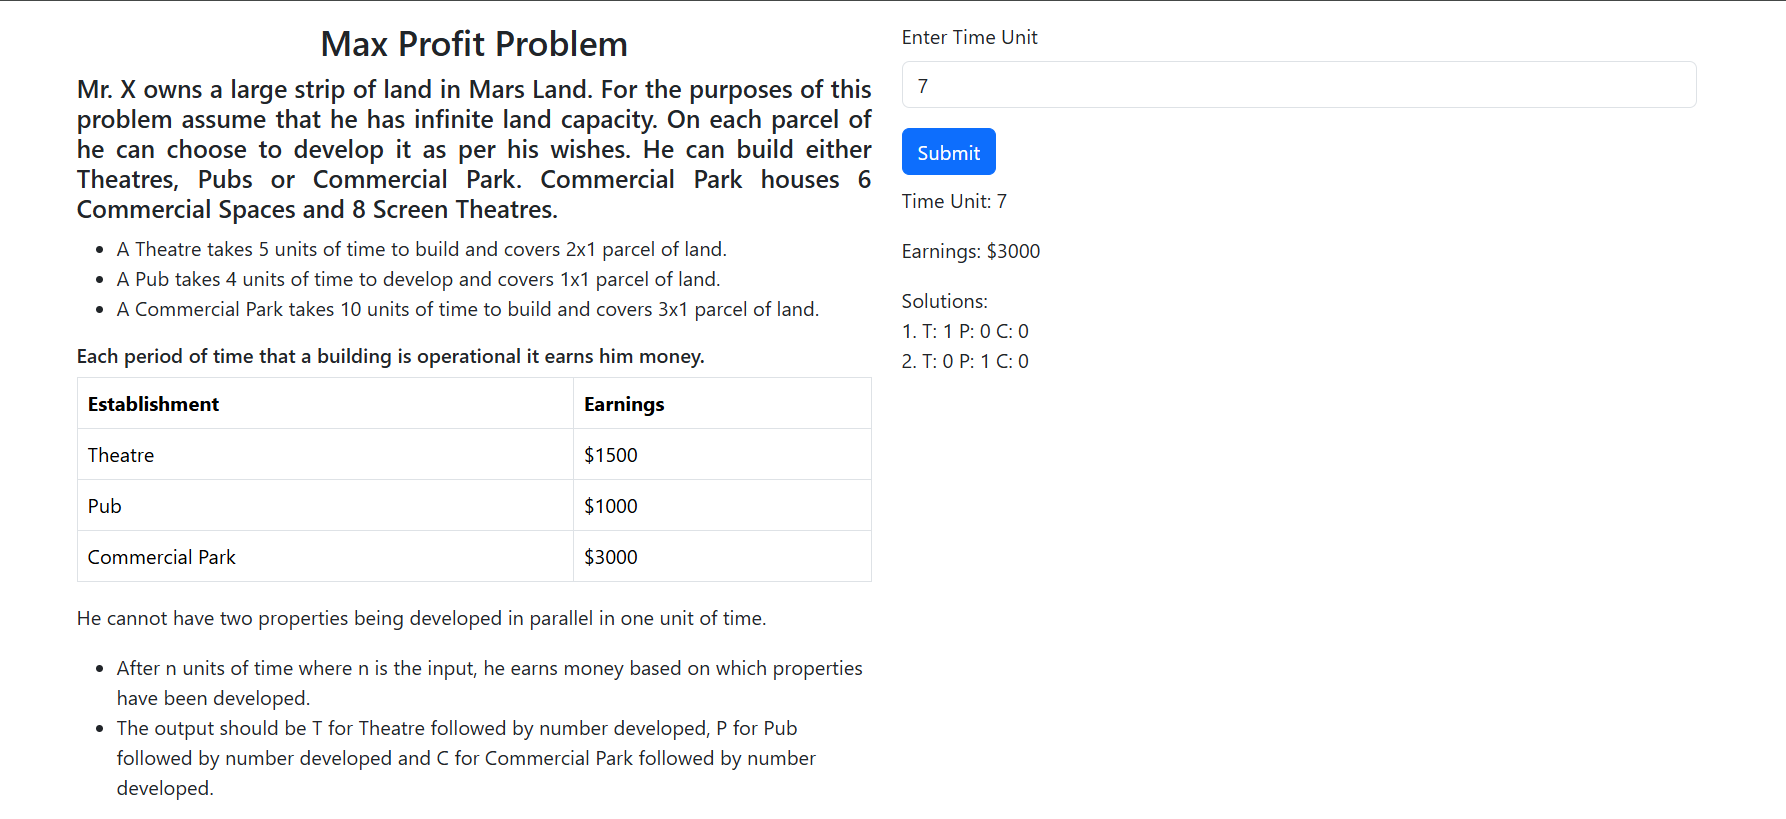 Max Profit Problem
Mr. X owns a large strip of land in Mars Land. For the purposes of this
problem assume that he has infinite land capacity. On each parcel of
he can choose to develop it as per his wishes. He can build either
Theatres, Pubs or Commercial Park. Commercial Park houses 6
Commercial Spaces and 8 Screen Theatres.
• A Theatre takes 5 units of time to build and covers 2x1 parcel of land.
• A Pub takes 4 units of time to develop and covers 1x1 parcel of land.
• A Commercial Park takes 10 units of time to build and covers 3x1 parcel of land.
Each period of time that a building is operational it earns him money.
Establishment Earnings
Theatre $1500
Pub $1000
Commercial Park $3000
He cannot have two properties being developed in parallel in one unit of time.
• After n units of time where n is the input, he earns money based on which properties
have been developed.
• The output should be T for Theatre followed by number developed, P for Pub
followed by number developed and C for Commercial Park followed by number
developed.
Enter Time Unit
7
Submit
Time Unit: 7
Earnings: $3000
Solutions:
1. T: 1 P: 0 C: 0
2. T: 0 P: 1 C: 0